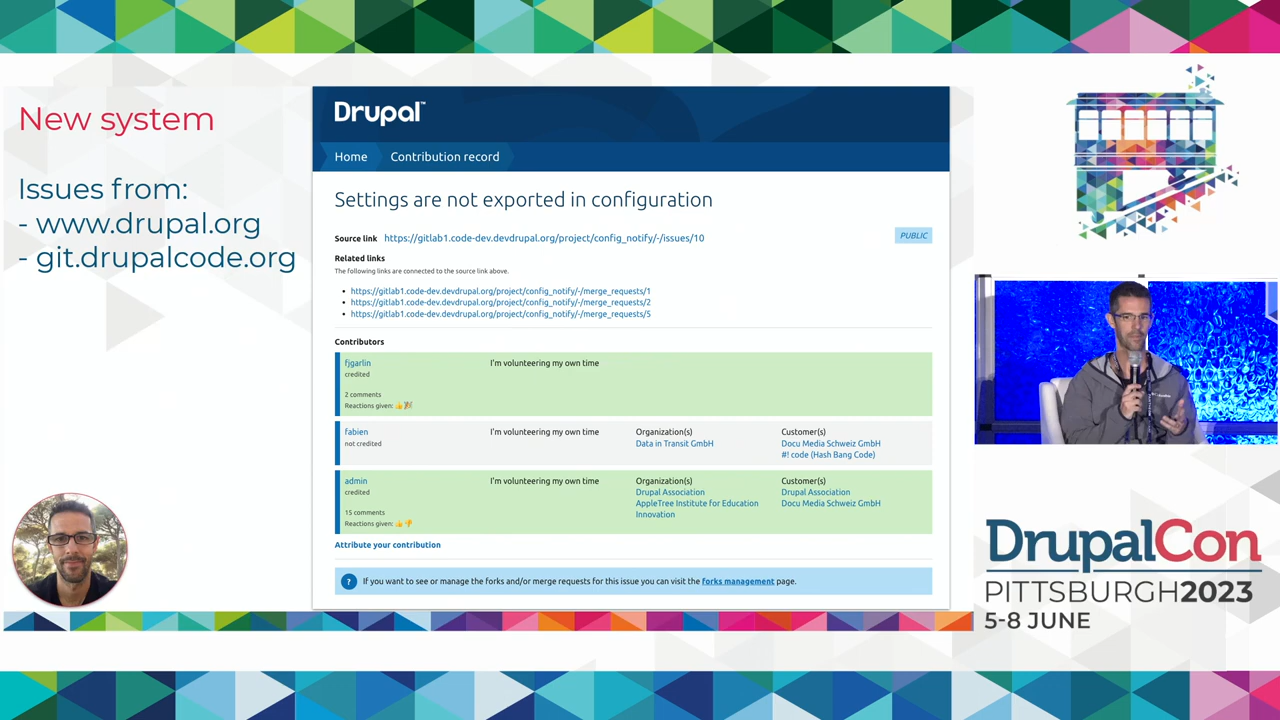 New system
Issues from:
- www.drupal.org
- git.drupalcode.org
Drupal™
Home Contribution record
Settings are not exported in configuration
Source link https://gitlab1.code-dev.devdrupal.org/project/config_notify/-/issues/10
PUBLIC
Related links
The following links are connected to the source link above.
• https://gitlab1.code-dev.devdrupal.org/project/config_notify/-/merge_requests/1
• https://gitlab1.code-dev.devdrupal.org/project/config_notify/-/merge_requests/2
• https://gitlab1.code-dev.devdrupal.org/project/config_notify/-/merge_requests/5
Contributors
fjgarlin I'm volunteering my own time
credited
2 comments
Reactions given: 👍🎉
fabien I'm volunteering my own time Organization(s) Customer(s)
not credited Data in Transit GmbH Docu Media Schweiz GmbH
#! code (Hash Bang Code)
admin I'm volunteering my own time Organization(s) Customer(s)
credited Drupal Association Drupal Association
AppleTree Institute for Education Docu Media Schweiz GmbH
Innovation
15 comments
Reactions given: 👍👎
Attribute your contribution
? If you want to see or manage the forks and/or merge requests for this issue you can visit the forks management page.
DrupalCon
PITTSBURGH2023
5-8 JUNE